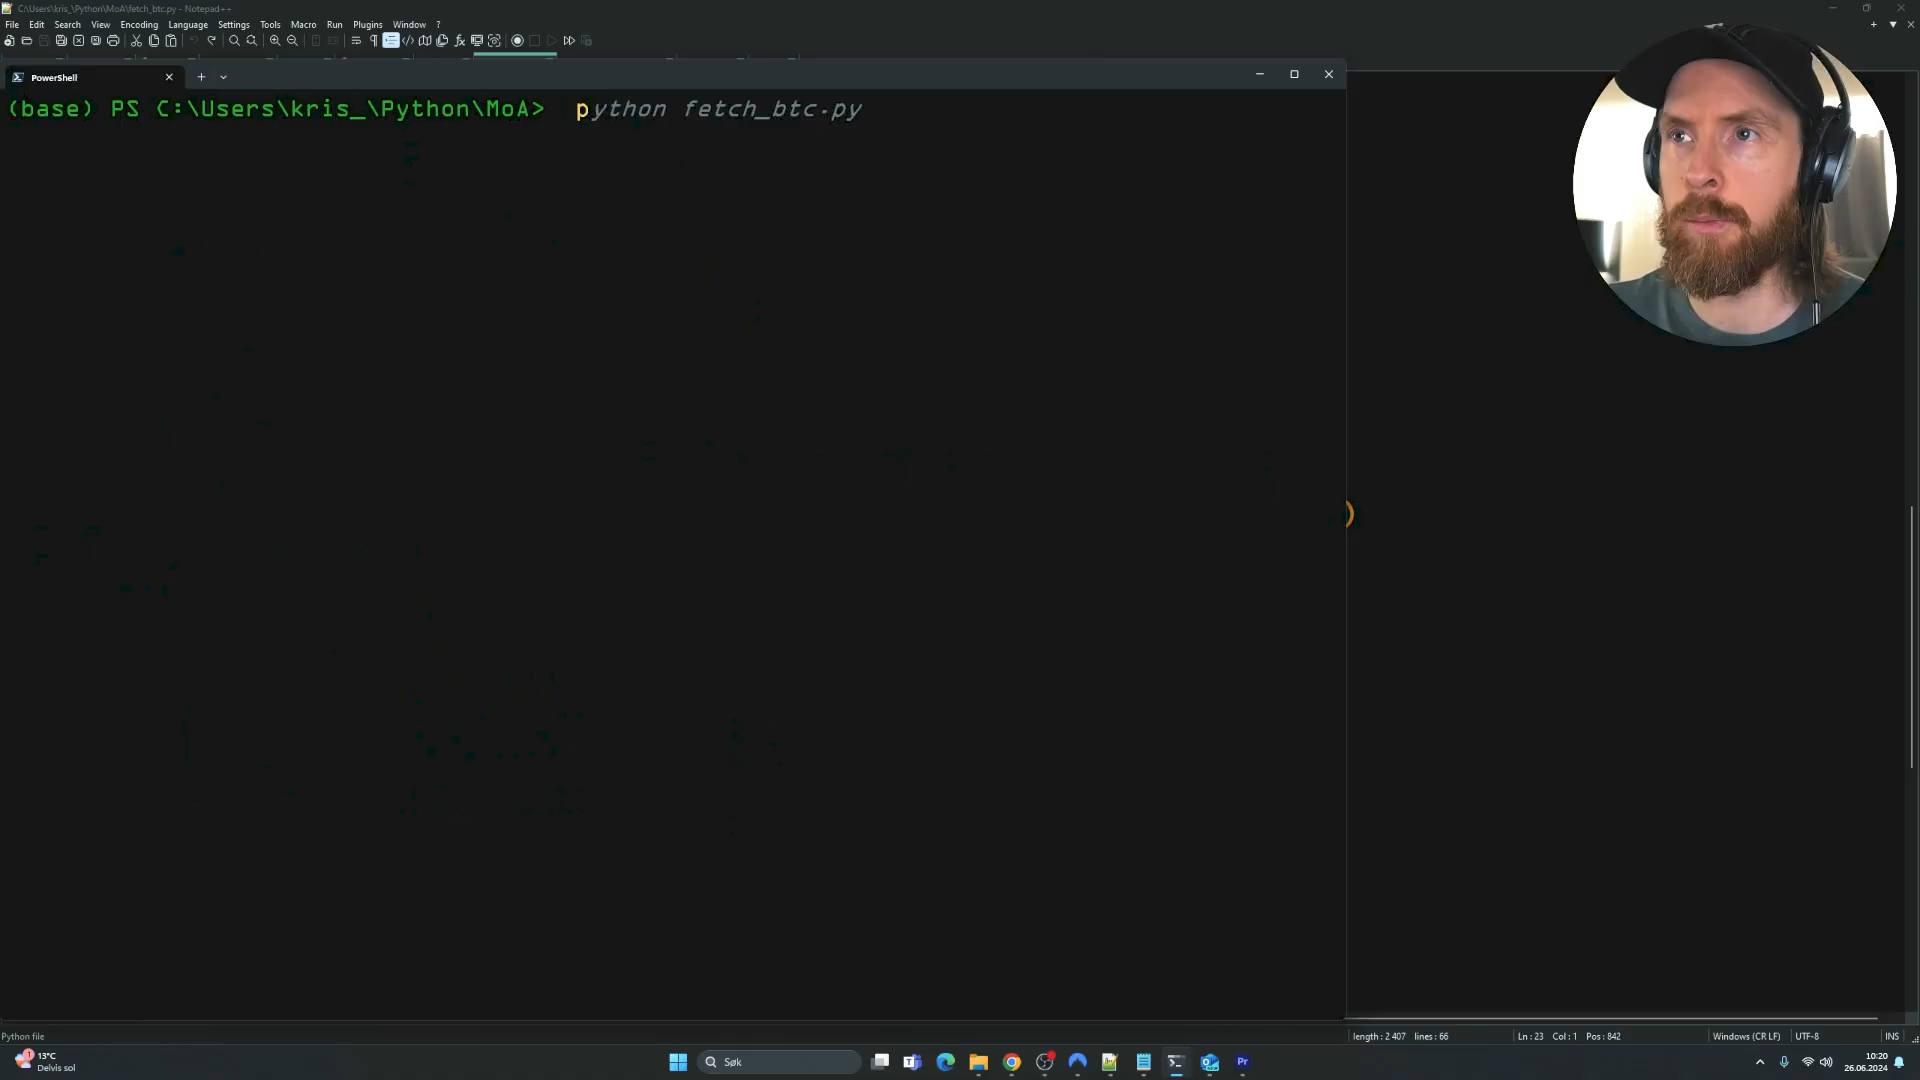 C:\Users\kris_\Python\MoA\fetch_btc.py - Notepad++
File Edit Search View Encoding Language Settings Tools Macro Run Plugins Window ?
PowerShell
(base) PS C:\Users\kris_\Python\MoA> python fetch_btc.py
)
Python file
length : 2 407 lines : 66
Ln : 23 Col : 1 Pos : 842
Windows (CR LF)
UTF-8
INS
1
13°C
Delvis sol
Søk
10:20
26.06.2024